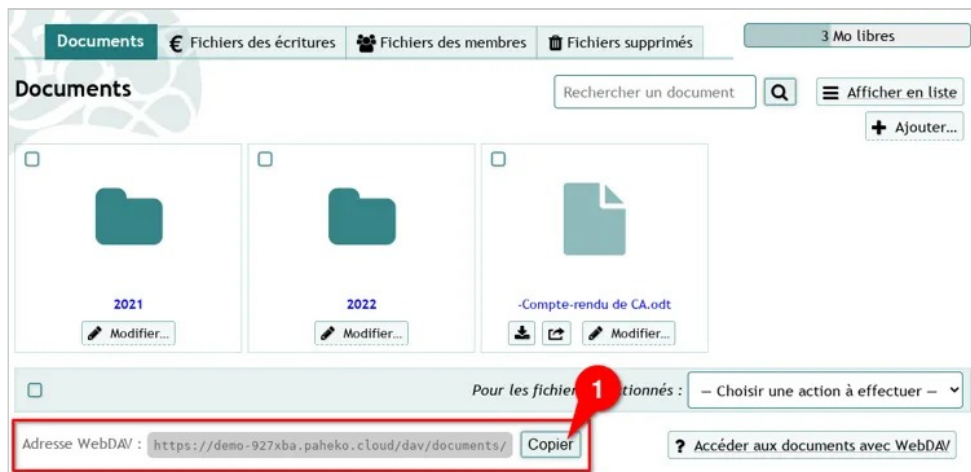 Documents € Fichiers des écritures Fichiers des membres Fichiers supprimés 3 Mo libres
Documents Rechercher un document Afficher en liste
Ajouter...
2021 2022 -Compte-rendu de CA.odt
Modifier... Modifier... Modifier...
Pour les 1 : — Choisir une action à effectuer —
Adresse WebDAV : https://demo-927xba.paheko.cloud/dav/documents/ Copier ? Accéder aux documents avec WebDAV